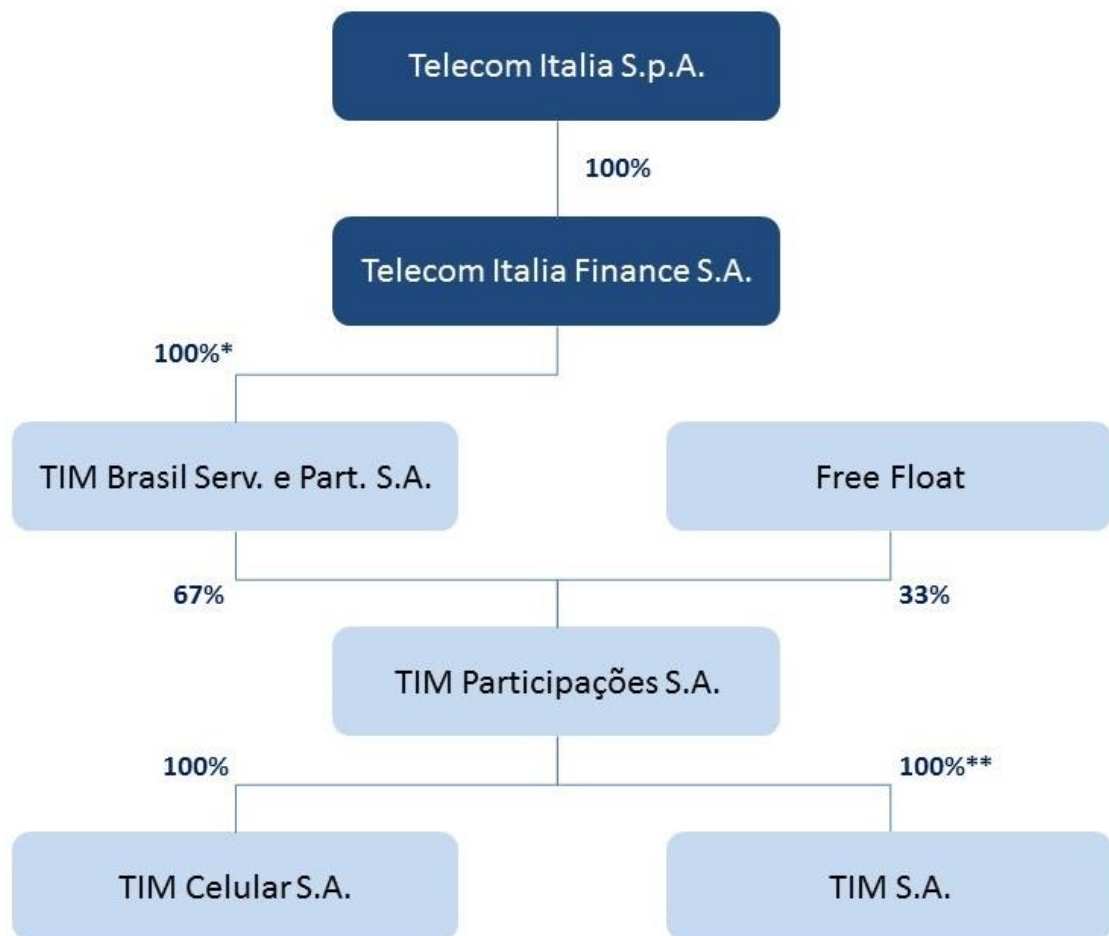 Telecom Italia S.p.A.
100%
Telecom Italia Finance S.A.
100%*
TIM Brasil Serv. e Part. S.A.
Free Float
67%
33%
TIM Participações S.A.
100%
100%**
TIM Celular S.A.
TIM S.A.